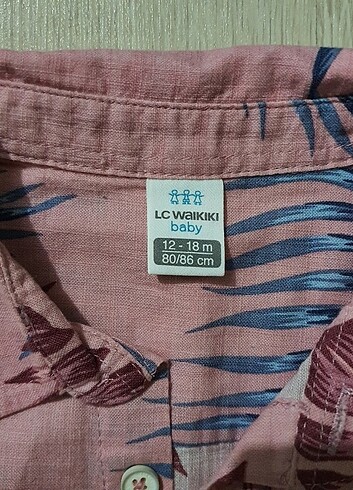 LC WAIKIKI
baby
12 - 18 m
80/86 cm